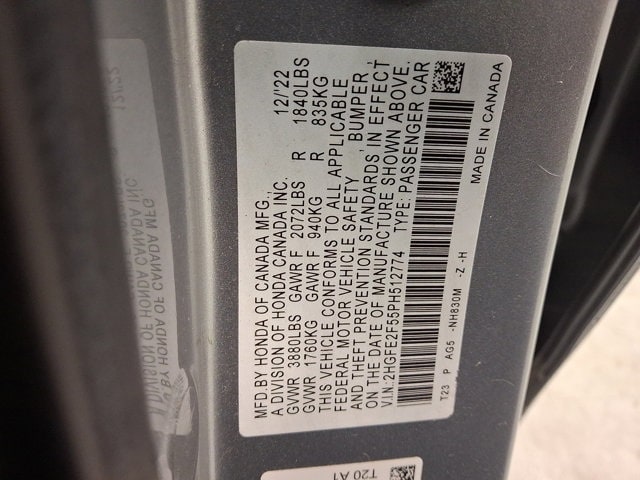 MFD.BY HONDA OF CANADA MFG., 12/'22
A DIVISION OF HONDA CANADA INC.
GVWR 3880LBS GAWR F 2072LBS R 1840LBS
GVWR 1760KG GAWR F 940KG R 835KG
THIS VEHICLE CONFORMS TO ALL APPLICABLE
FEDERAL MOTOR VEHICLE SAFETY, BUMPER,
AND THEFT PREVENTION STANDARDS IN EFFECT
ON THE DATE OF MANUFACTURE SHOWN ABOVE.
V.I.N.:2HGFE2F55PH512774 TYPE:PASSENGER CAR
T23 P AG5 -NH830M -Z -H
MADE IN CANADA
T20 A1